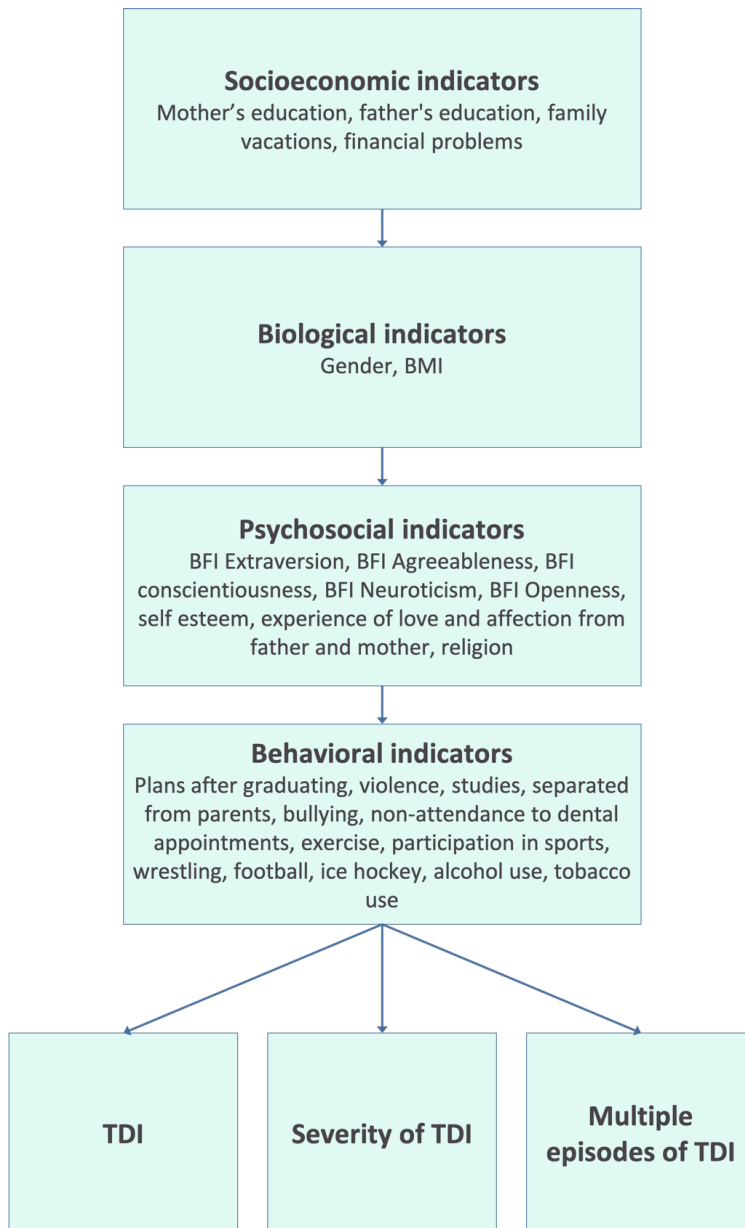 Socioeconomic indicators
Mother’s education, father's education, family
vacations, financial problems
Biological indicators
Gender, BMI
Psychosocial indicators
BFI Extraversion, BFI Agreeableness, BFI
conscientiousness, BFI Neuroticism, BFI Openness,
self esteem, experience of love and affection from
father and mother, religion
Behavioral indicators
Plans after graduating, violence, studies, separated
from parents, bullying, non-attendance to dental
appointments, exercise, participation in sports,
wrestling, football, ice hockey, alcohol use, tobacco
use
TDI
Severity of TDI
Multiple
episodes of TDI